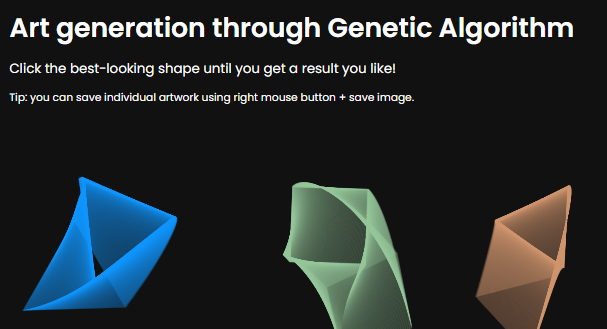 Art generation through Genetic Algorithm
Click the best-looking shape until you get a result you like!
Tip: you can save individual artwork using right mouse button + save image.